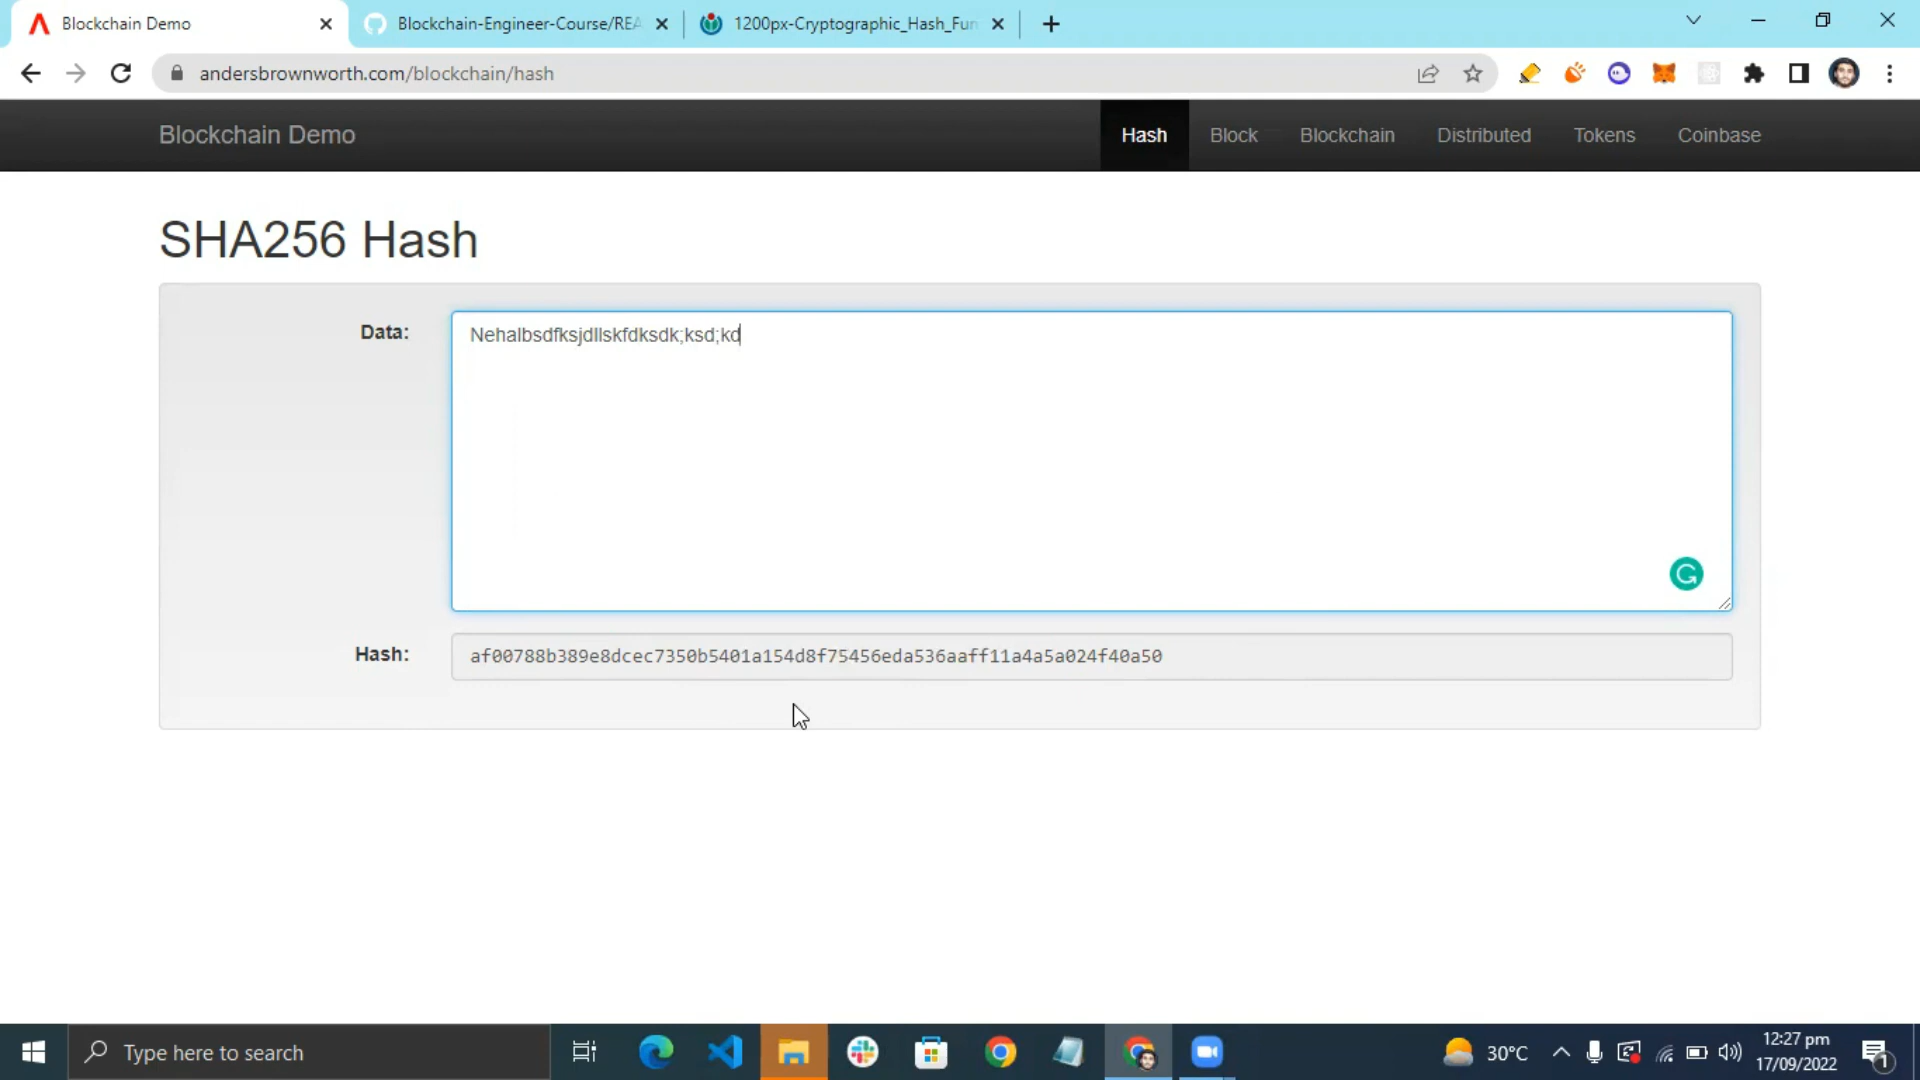 Blockchain Demo
Blockchain-Engineer-Course/REA
1200px-Cryptographic_Hash_Fun
andersbrownworth.com/blockchain/hash
Blockchain Demo
Hash
Block
Blockchain
Distributed
Tokens
Coinbase
SHA256 Hash
Data:
Nehalbsdfksjdllskfdksdk;ksd;kd
Hash:
af00788b389e8dcec7350b5401a154d8f75456eda536aaff11a4a5a024f40a50
Type here to search
30°C
12:27 pm
17/09/2022
1